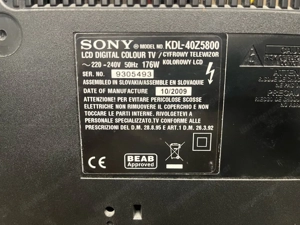 SONY ® MODEL NO. KDL-40Z5800
LCD DIGITAL COLOUR TV / CYFROWY TELEWIZOR
~ 220-240V 50Hz 176W KOLOROWY LCD
SER. NO. 9305493
ASSEMBLED IN SLOVAKIA/ASSEMBLÉ EN SLOVAQUIE
DATE OF MANUFACTURE 10/2009
ATTENZIONE PER EVITARE PERICOLOSE SCOSSE
ELETTRICHE NON RIMUOVERE IL COPERCHIO E NON
TOCCARE PARTI INTERNE. RIVOLGETEVI A
PERSONALE SPECIALIZZATO.TV CONFORME ALLE
PRESCRIZIONI DEL D.M. 28.8.95 E ART.1 D.M. 26.3.92
CE
BEAB
Approved